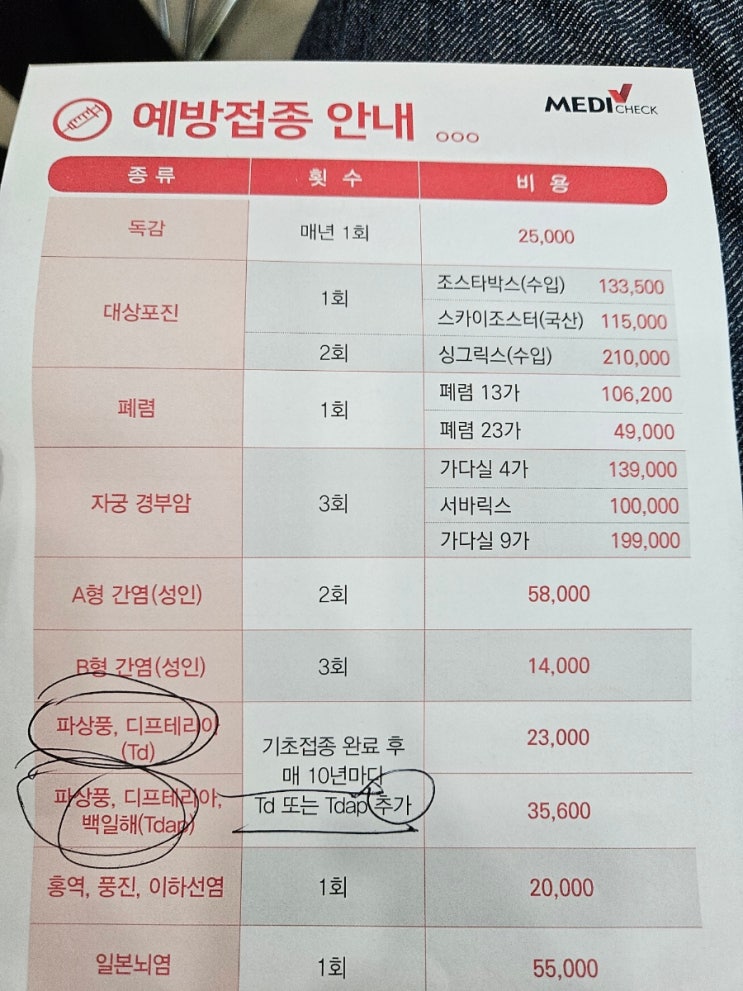 예방접종 안내
MEDI CHECK
종류 횟수 비용
독감 매년 1회 25,000
대상포진 1회 조스타박스(수입) 133,500
스카이조스터(국산) 115,000
2회 싱그릭스(수입) 210,000
폐렴 1회 폐렴 13가 106,200
폐렴 23가 49,000
자궁 경부암 3회 가다실 4가 139,000
서바릭스 100,000
가다실 9가 199,000
A형 간염(성인) 2회 58,000
B형 간염(성인) 3회 14,000
파상풍, 디프테리아
(Td)
23,000
기초접종 완료 후
매 10년마다
Td 또는 Tdap 추가
파상풍, 디프테리아,
백일해(Tdap)
35,600
홍역, 풍진, 이하선염 1회 20,000
일본뇌염 1회 55,000